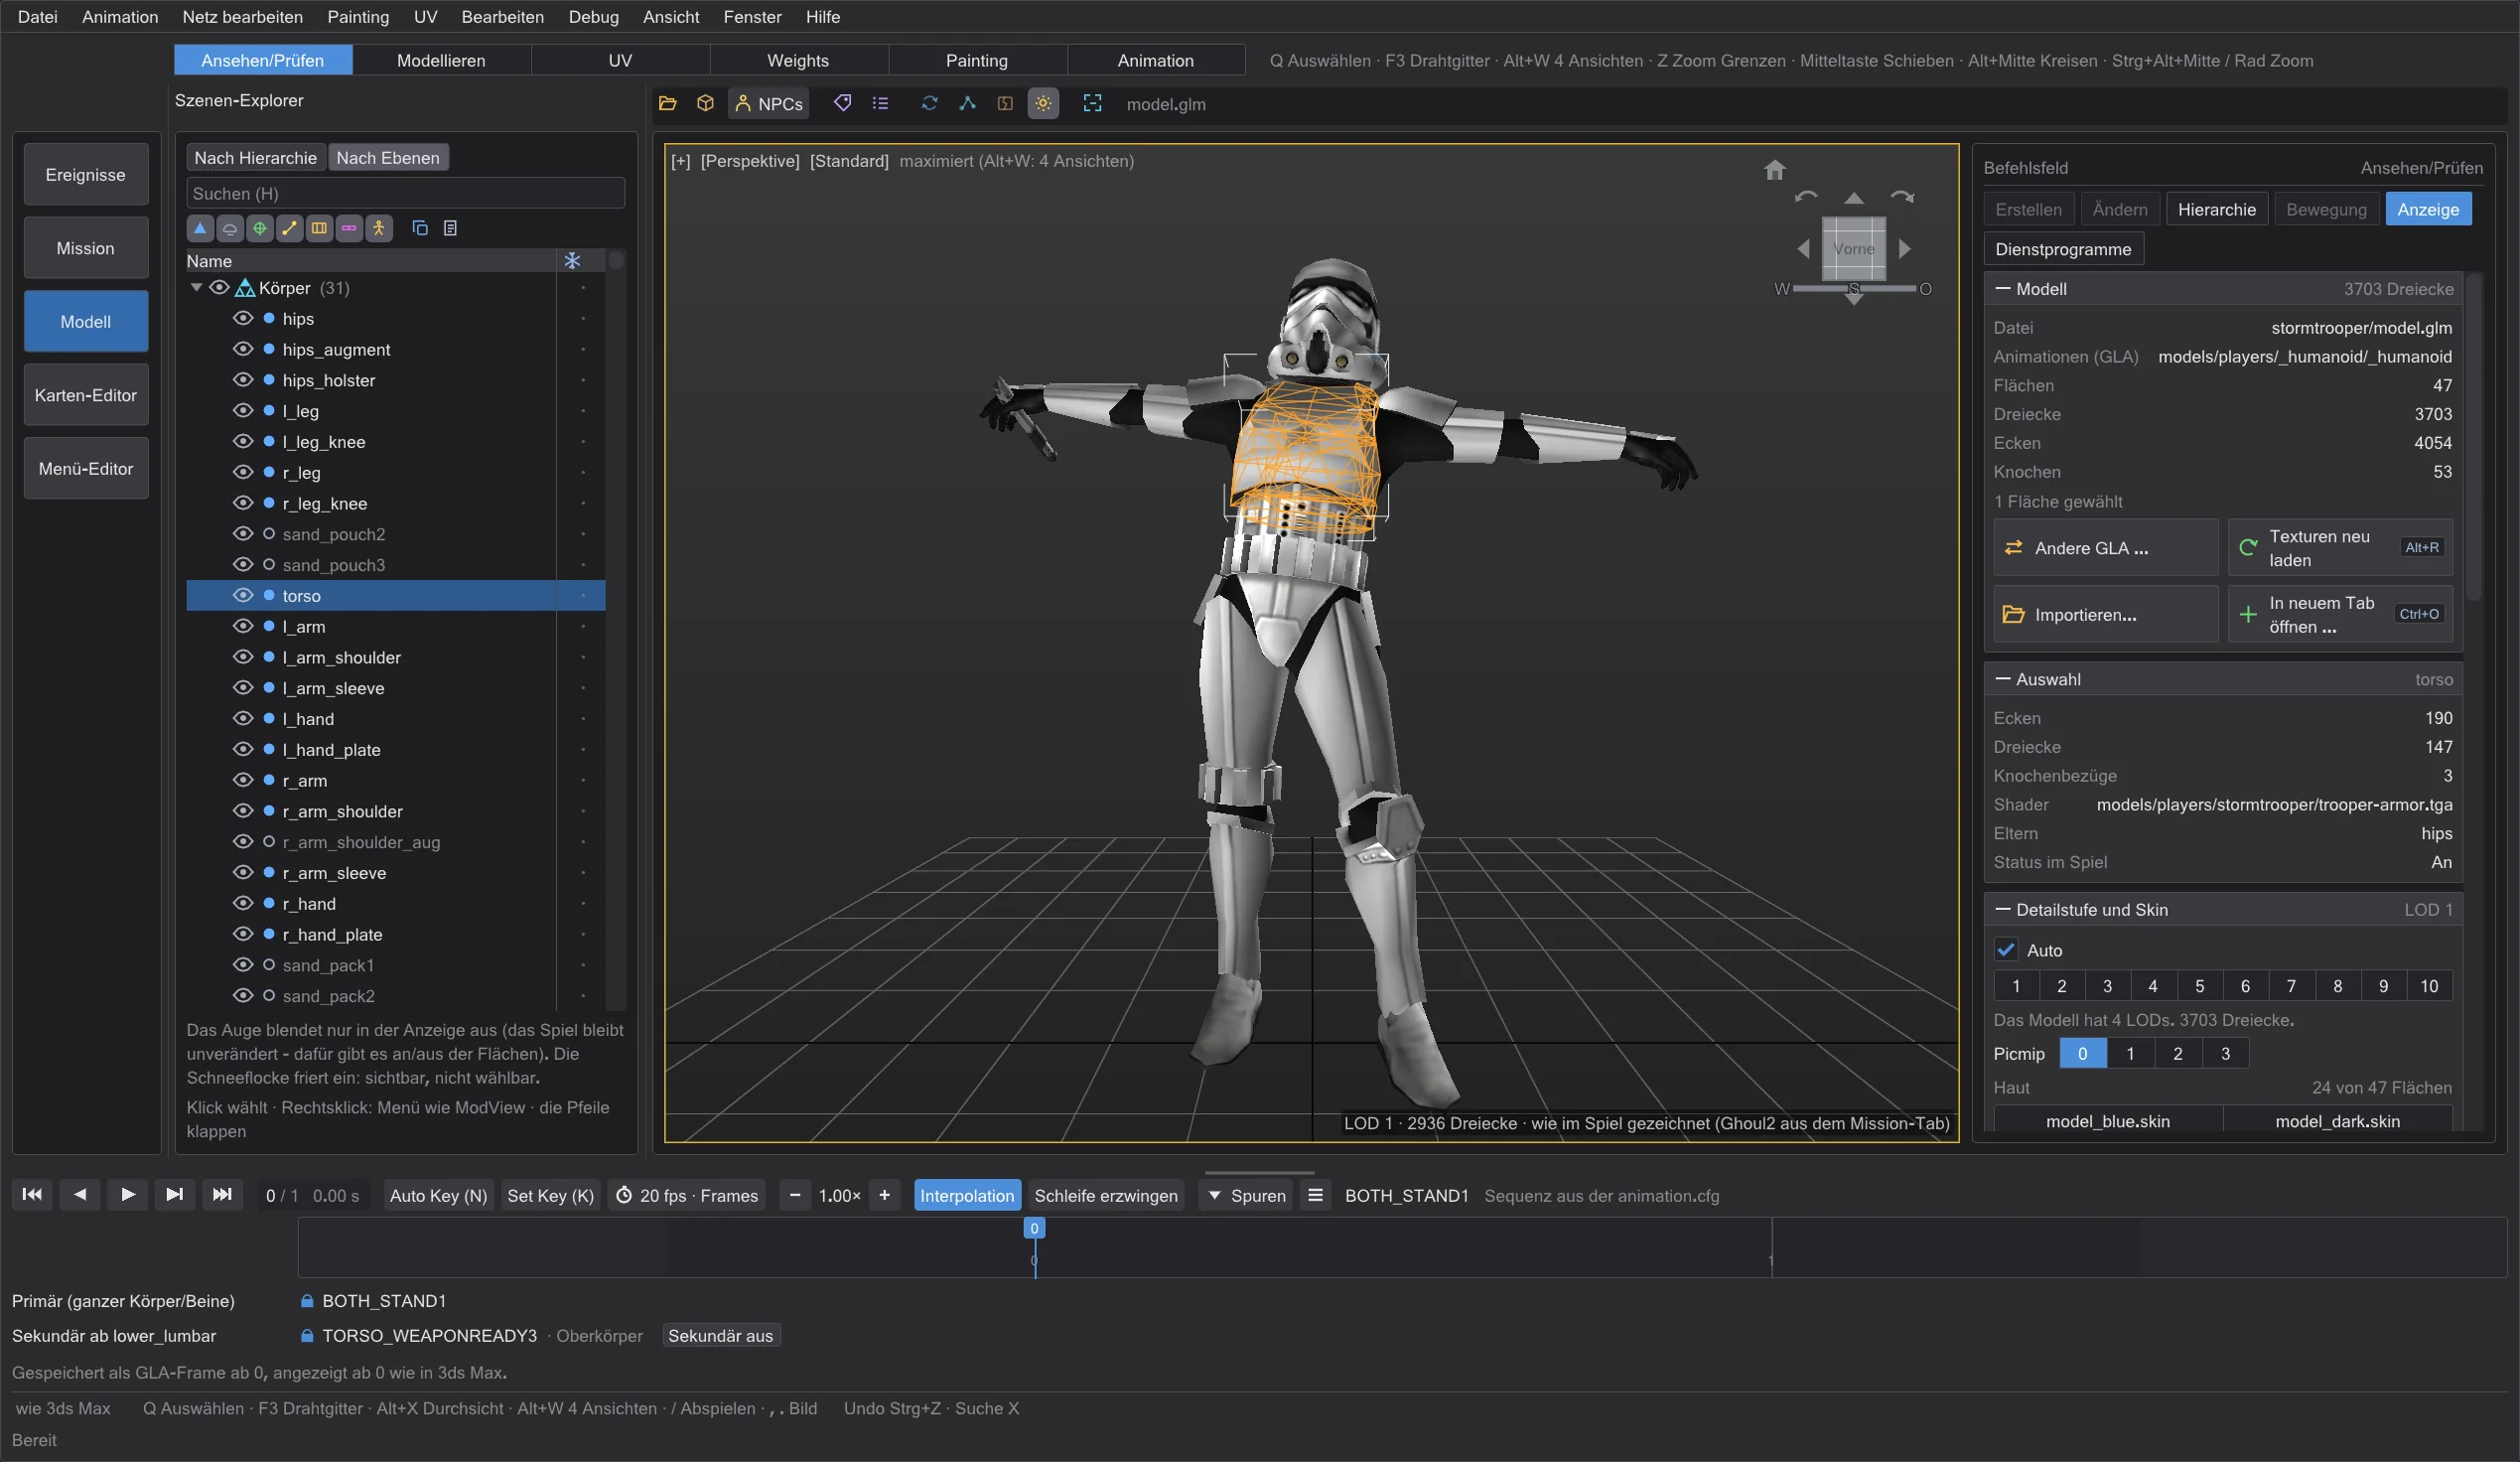 Datei Animation Netz bearbeiten Painting UV Bearbeiten Debug Ansicht Fenster Hilfe
Ansehen/Prüfen Modellieren UV Weights Painting Animation Q Auswählen · F3 Drahtgitter · Alt+W 4 Ansichten · Z Zoom Grenzen · Mitteltaste Schieben · Alt+Mitte Kreisen · Strg+Alt+Mitte / Rad Zoom
Szenen-Explorer
NPCs model.glm
Ereignisse
Mission
Modell
Karten-Editor
Menü-Editor
Nach Hierarchie Nach Ebenen
Suchen (H)
Name
Körper (31)
hips
hips_augment
hips_holster
l_leg
l_leg_knee
r_leg
r_leg_knee
sand_pouch2
sand_pouch3
torso
l_arm
l_arm_shoulder
l_arm_sleeve
l_hand
l_hand_plate
r_arm
r_arm_shoulder
r_arm_shoulder_aug
r_arm_sleeve
r_hand
r_hand_plate
sand_pack1
sand_pack2
Das Auge blendet nur in der Anzeige aus (das Spiel bleibt
unverändert - dafür gibt es an/aus der Flächen). Die
Schneeflocke friert ein: sichtbar, nicht wählbar.
Klick wählt · Rechtsklick: Menü wie ModView · die Pfeile
klappen
[+] [Perspektive] [Standard] maximiert (Alt+W: 4 Ansichten)
Vorne
W S O
LOD 1 · 2936 Dreiecke · wie im Spiel gezeichnet (Ghoul2 aus dem Mission-Tab)
Befehlsfeld Ansehen/Prüfen
Erstellen Ändern Hierarchie Bewegung Anzeige
Dienstprogramme
Modell 3703 Dreiecke
Datei stormtrooper/model.glm
Animationen (GLA) models/players/_humanoid/_humanoid
Flächen 47
Dreiecke 3703
Ecken 4054
Knochen 53
1 Fläche gewählt
Andere GLA ...
Texturen neu
laden
Alt+R
Importieren...
In neuem Tab
öffnen ...
Ctrl+O
Auswahl torso
Ecken 190
Dreiecke 147
Knochenbezüge 3
Shader models/players/stormtrooper/trooper-armor.tga
Eltern hips
Status im Spiel An
Detailstufe und Skin LOD 1
Auto
1 2 3 4 5 6 7 8 9 10
Das Modell hat 4 LODs. 3703 Dreiecke.
Picmip 0 1 2 3
Haut 24 von 47 Flächen
model_blue.skin model_dark.skin
0 / 1 0.00 s Auto Key (N) Set Key (K) 20 fps · Frames − 1.00× + Interpolation Schleife erzwingen Spuren BOTH_STAND1 Sequenz aus der animation.cfg
0
0 1
Primär (ganzer Körper/Beine) BOTH_STAND1
Sekundär ab lower_lumbar TORSO_WEAPONREADY3 · Oberkörper Sekundär aus
Gespeichert als GLA-Frame ab 0, angezeigt ab 0 wie in 3ds Max.
wie 3ds Max Q Auswählen · F3 Drahtgitter · Alt+X Durchsicht · Alt+W 4 Ansichten · / Abspielen · , . Bild Undo Strg+Z · Suche X
Bereit